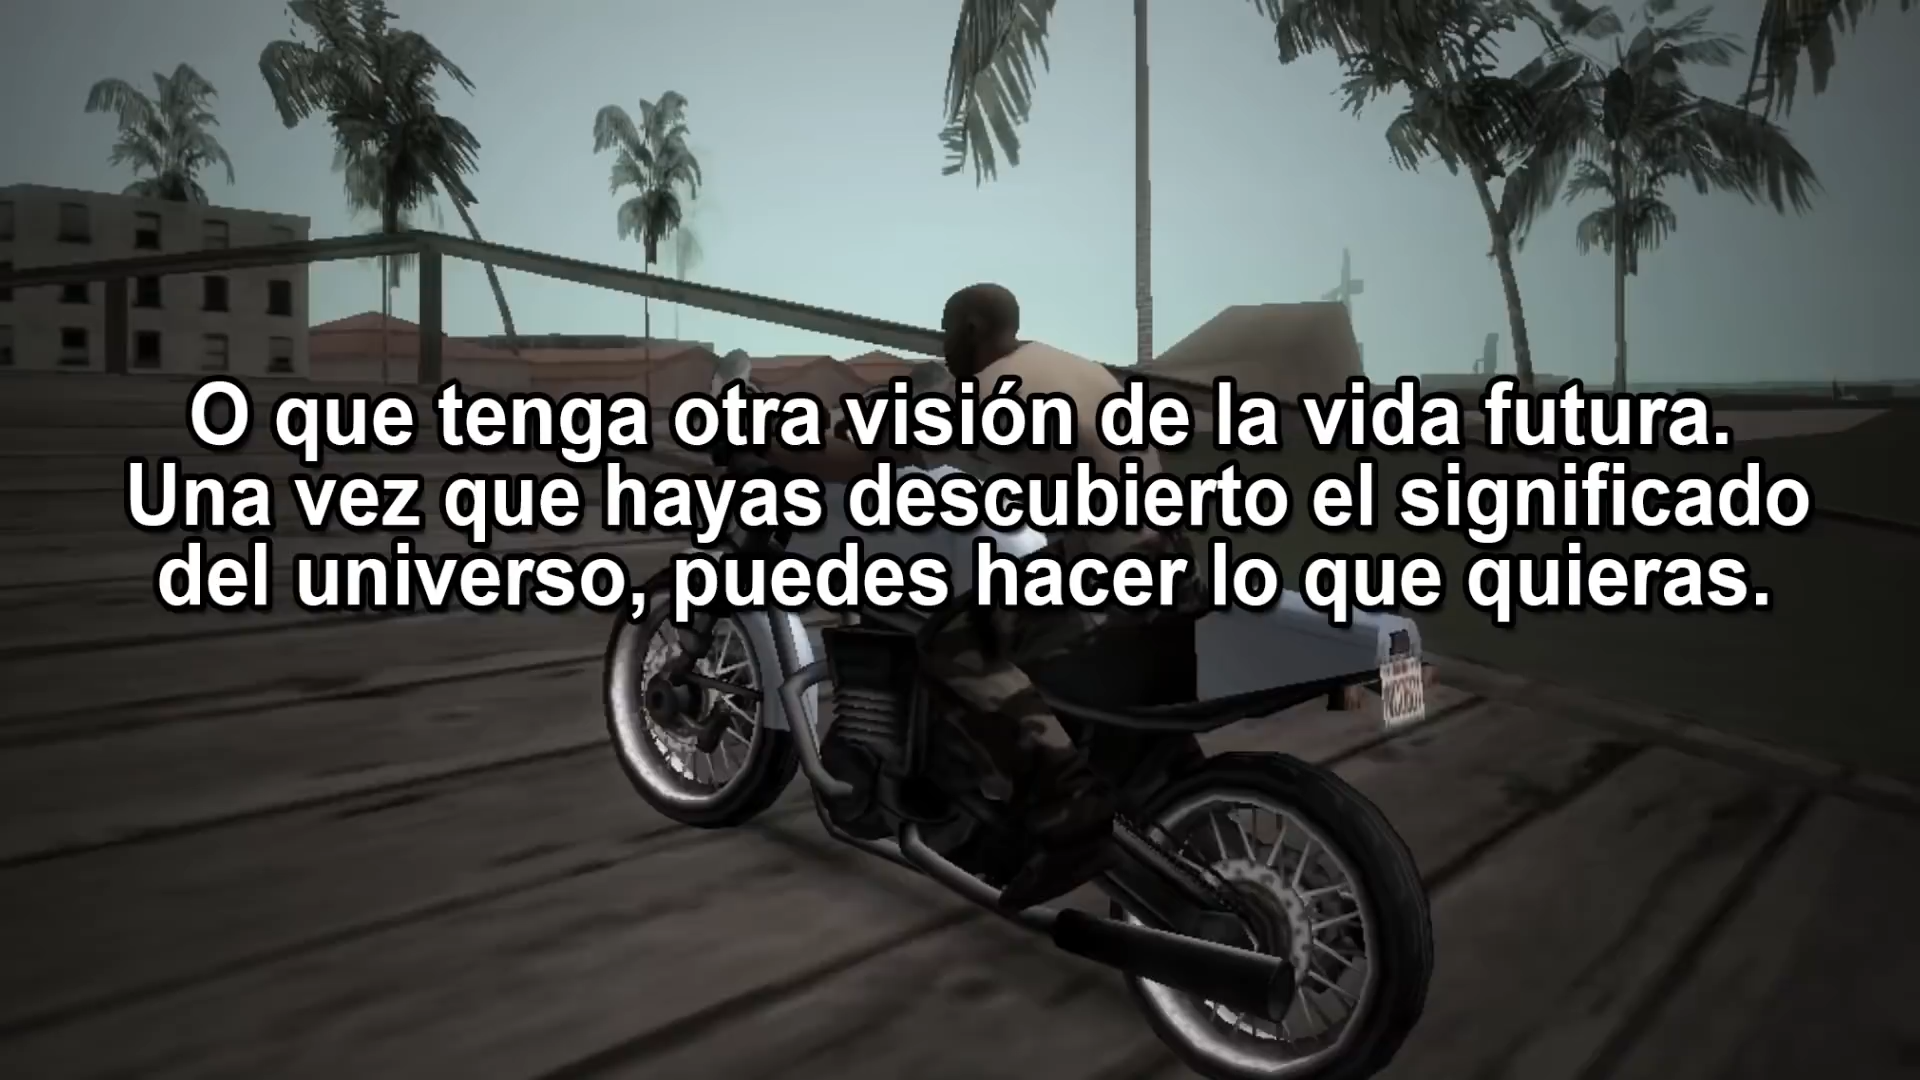 O que tenga otra visión de la vida futura.
Una vez que hayas descubierto el significado
del universo, puedes hacer lo que quieras.